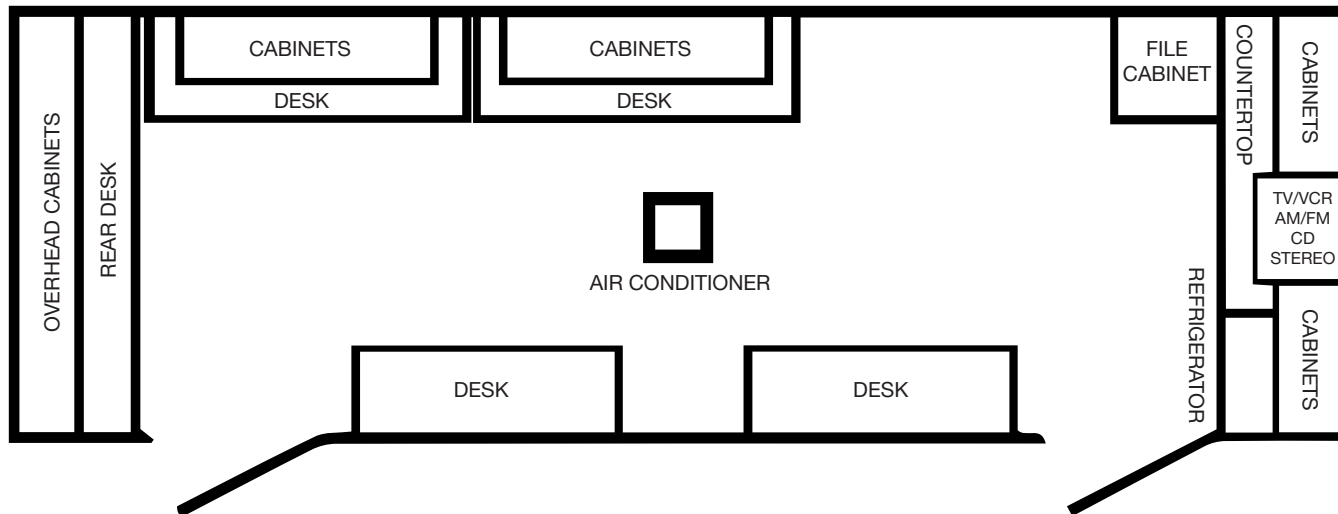 OVERHEAD CABINETS
REAR DESK
CABINETS
DESK
CABINETS
DESK
FILE
CABINET
COUNTERTOP
CABINETS
TV/VCR
AM/FM
CD
STEREO
AIR CONDITIONER
REFRIGERATOR
CABINETS
DESK
DESK